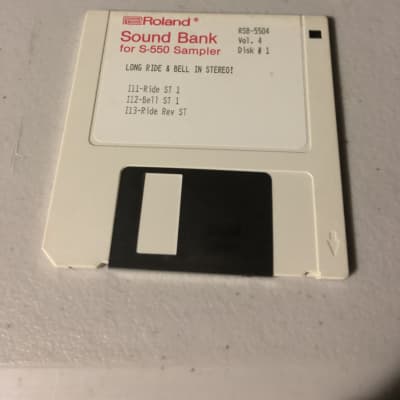 Roland
Sound Bank
for S-550 Sampler
RSB-5504
Vol. 4
Disk # 1
LONG RIDE & BELL IN STEREO!
I11-Ride ST 1
I12-Bell ST 1
I13-Ride Rev ST